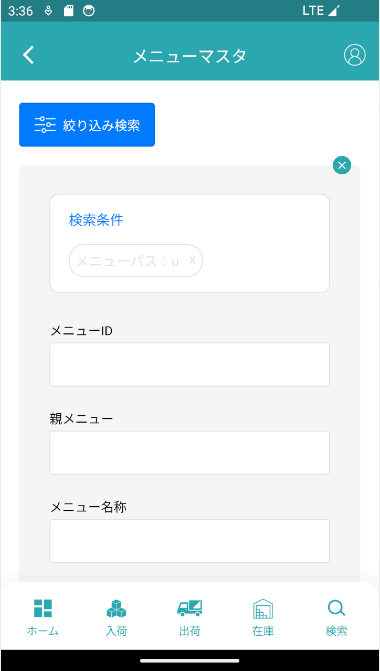 3:36 LTE
メニューマスタ
絞り込み検索
検索条件
メニューパス：u x
メニューID
親メニュー
メニュー名称
ホーム 入荷 出荷 在庫 検索